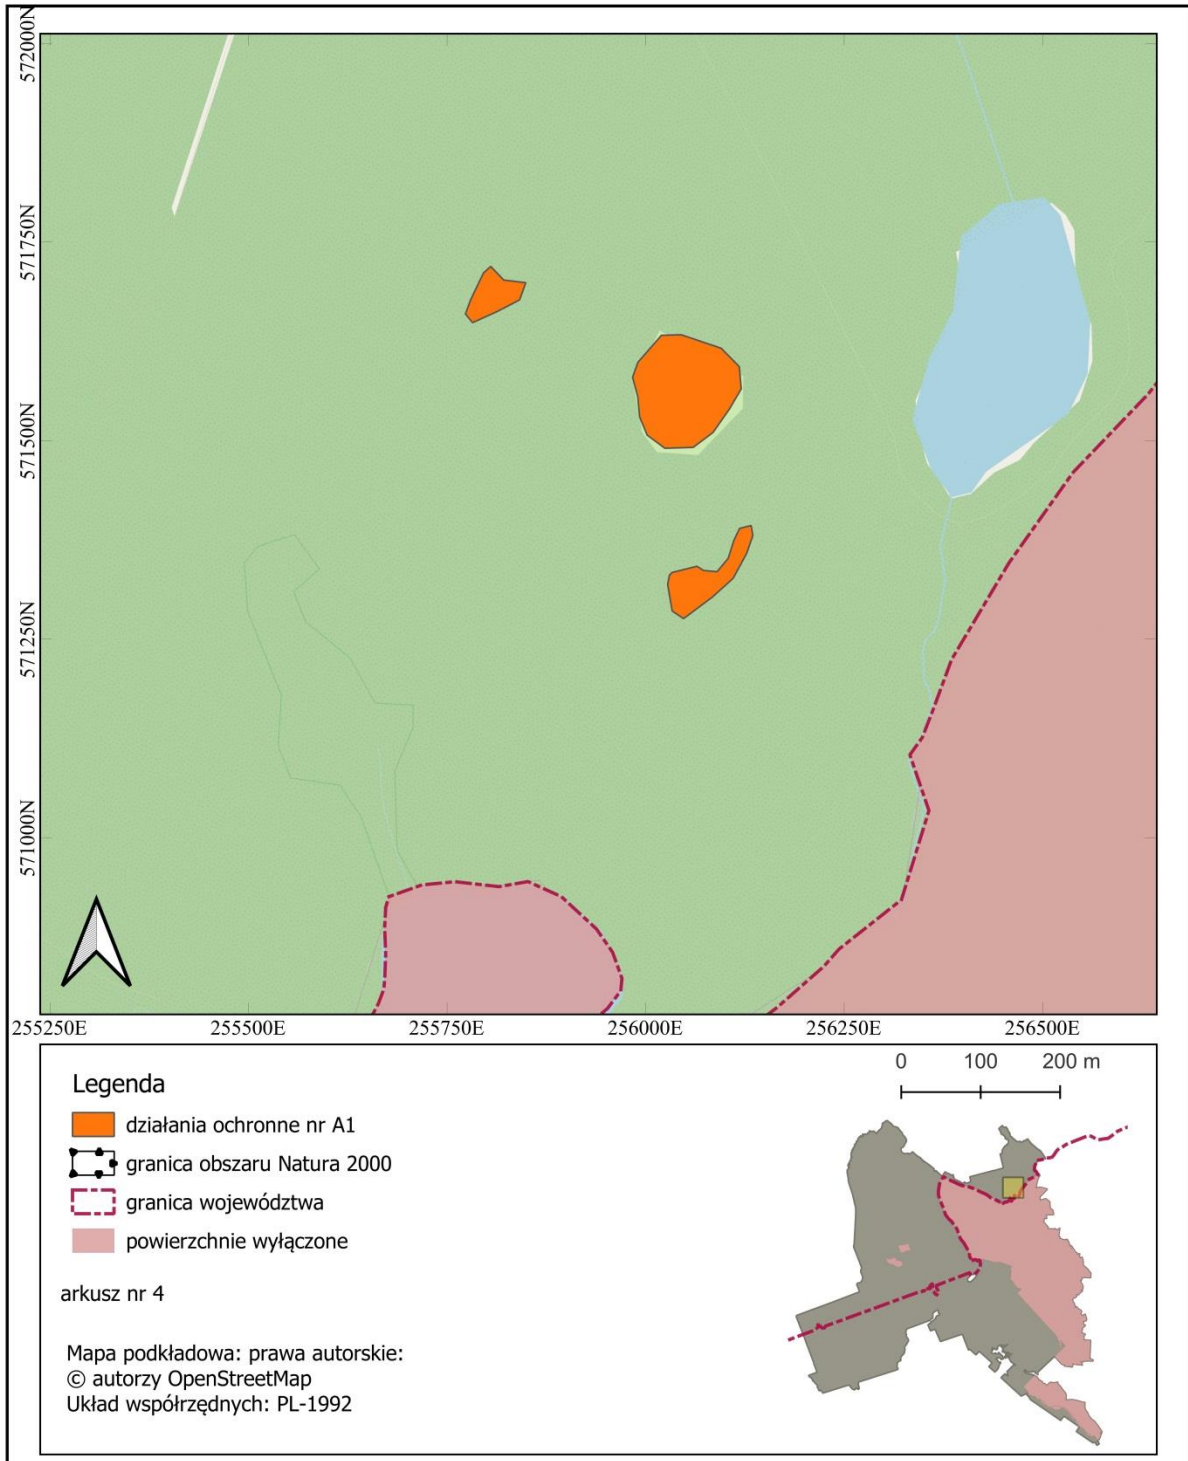 572000N
571750N
571500N
571250N
571000N
255250E 255500E 255750E 256000E 256250E 256500E
0 100 200 m
Legenda
działania ochronne nr A1
granica obszaru Natura 2000
granica województwa
powierzchnie wyłączone
arkusz nr 4
Mapa podkładowa: prawa autorskie:
© autorzy OpenStreetMap
Układ współrzędnych: PL-1992